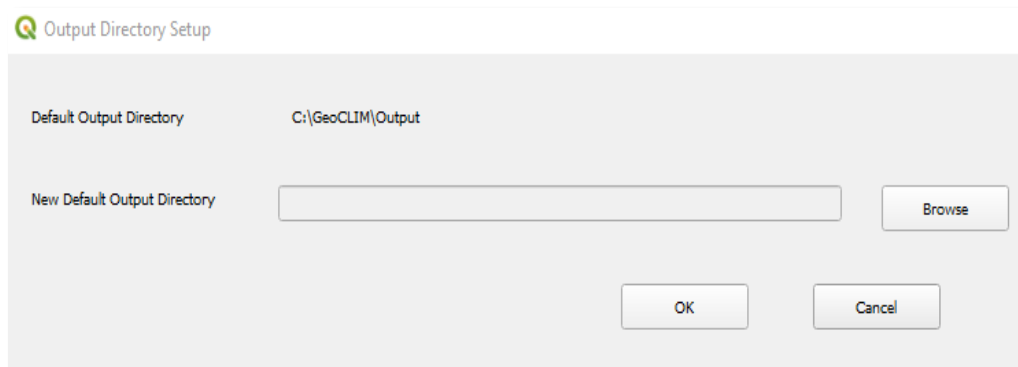 Output Directory Setup
Default Output Directory C:\GeoCLIM\Output
New Default Output Directory Browse
OK Cancel